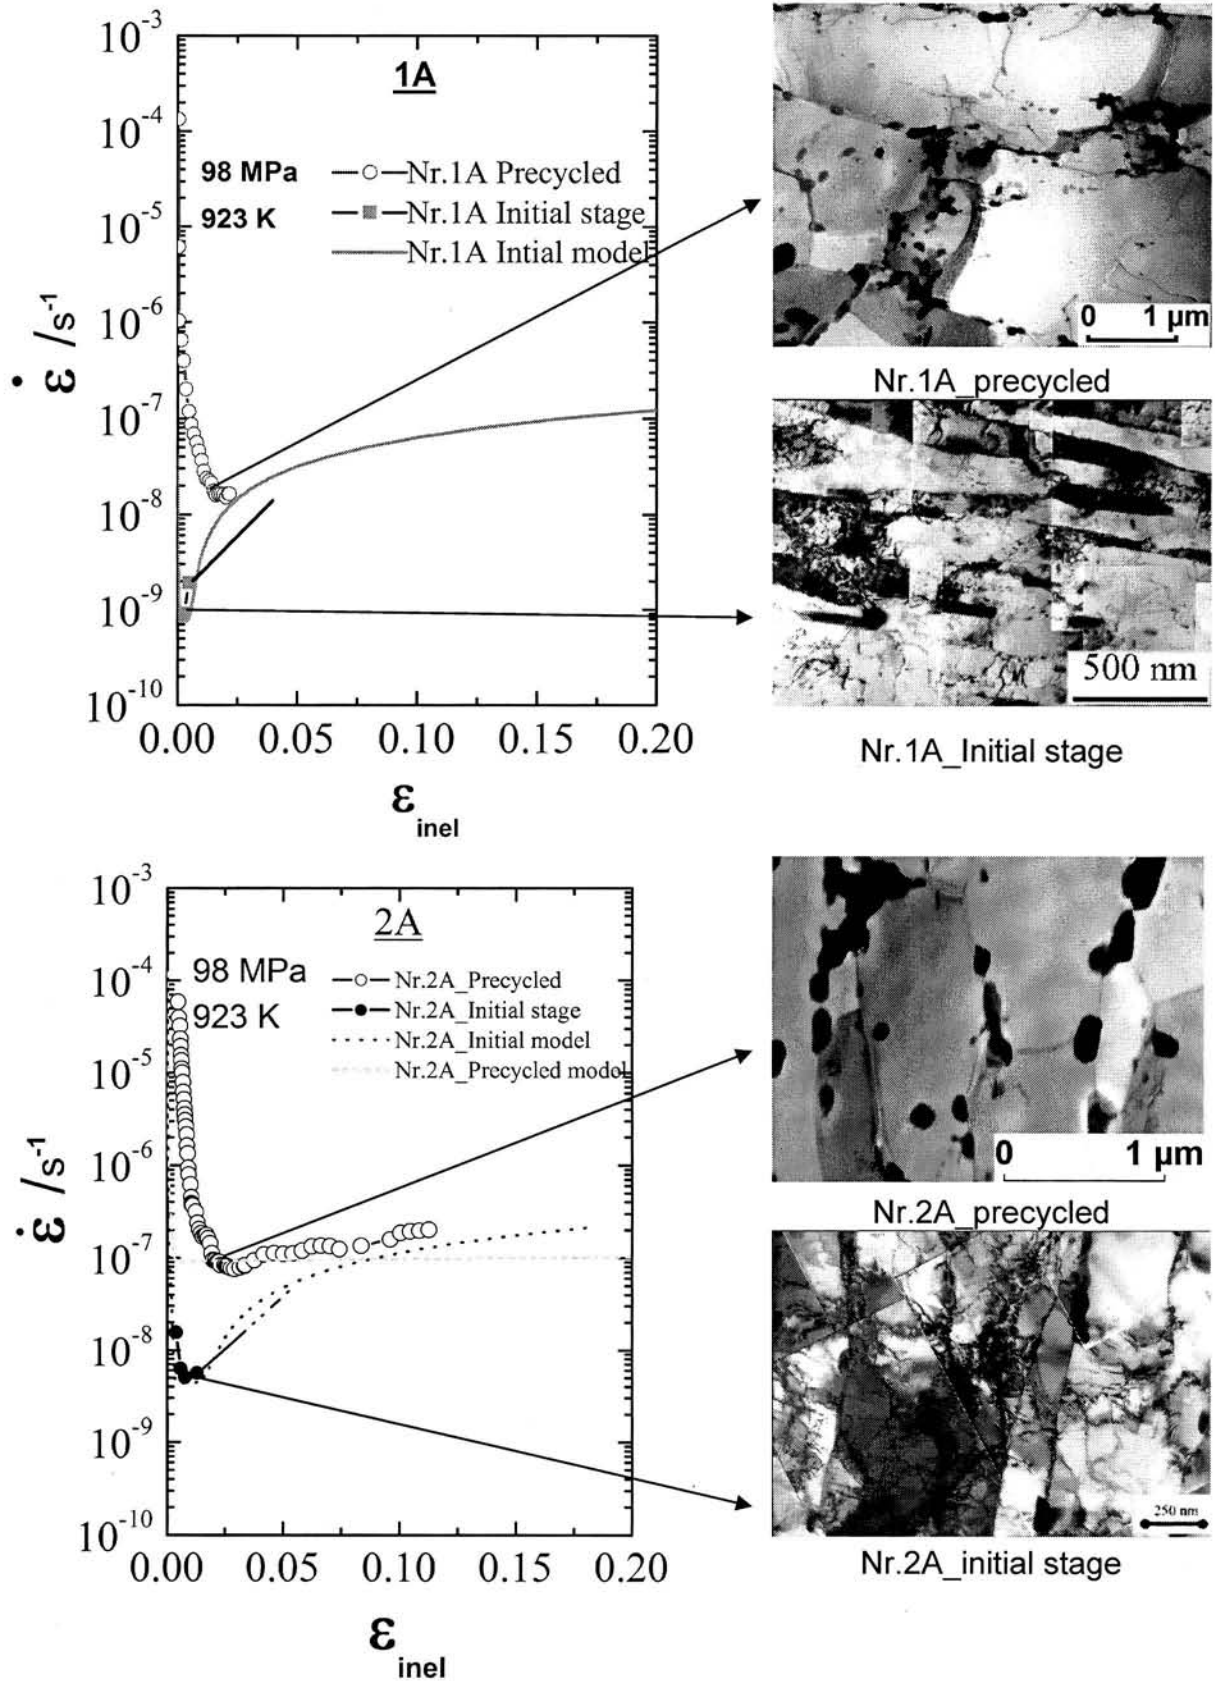 10-3
1A
10-4
98 MPa
Nr.1A Precycled
923 K
Nr.1A Initial stage
10-5
Nr.1A Intial model
ε̇ /s-1
10-6
10-7
10-8
10-9
10-10
0.00 0.05 0.10 0.15 0.20
εinel
0 1 µm
Nr.1A_precycled
500 nm
Nr.1A_Initial stage
10-3
2A
10-4
98 MPa
Nr.2A_Precycled
923 K
Nr.2A_Initial stage
Nr.2A_Initial model
Nr.2A_Precycled model
10-5
ε̇ /s-1
10-6
10-7
10-8
10-9
10-10
0.00 0.05 0.10 0.15 0.20
εinel
0 1 µm
Nr.2A_precycled
250 nm
Nr.2A_initial stage